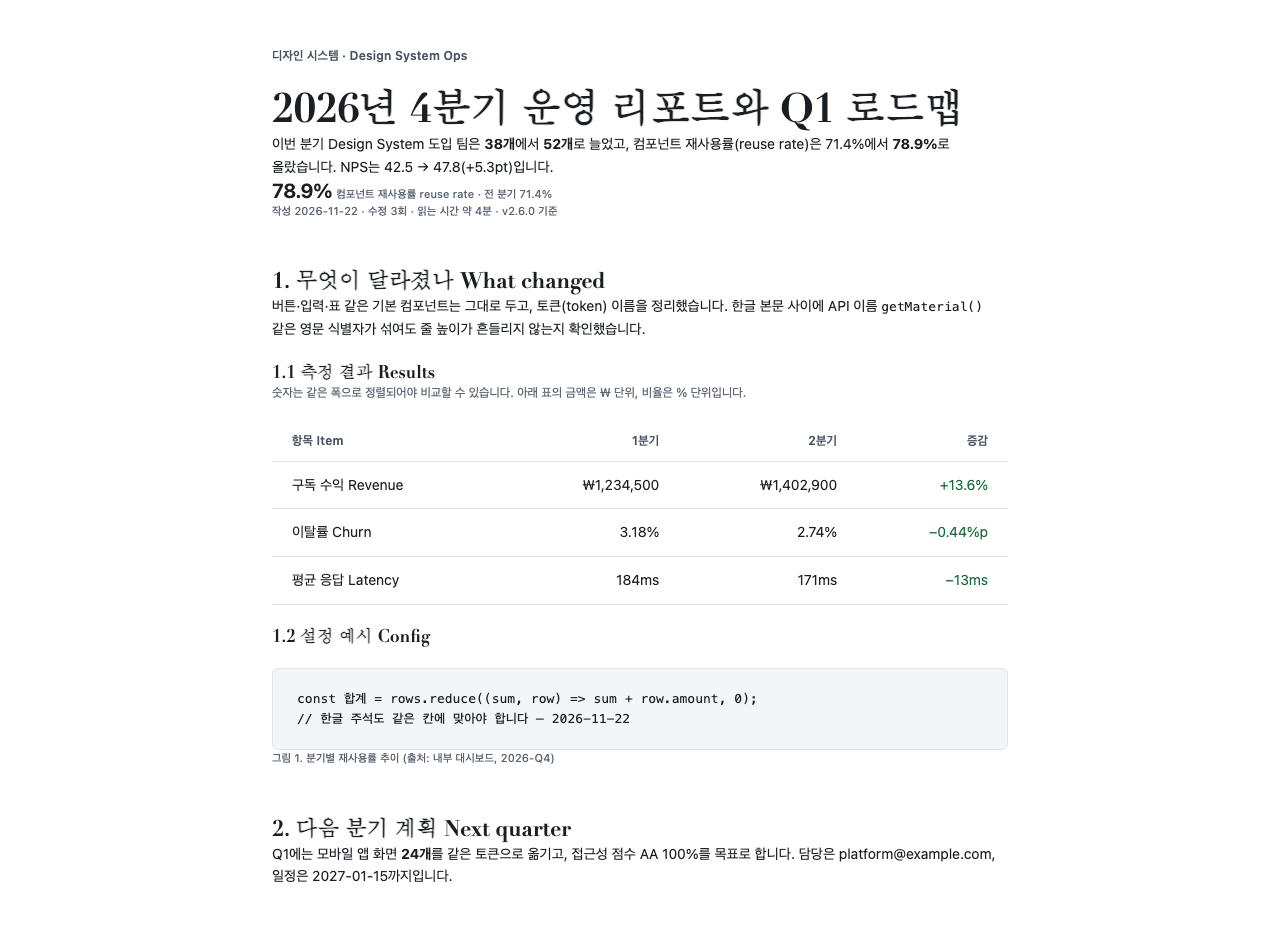 디자인 시스템 · Design System Ops
2026년 4분기 운영 리포트와 Q1 로드맵
이번 분기 Design System 도입 팀은 38개에서 52개로 늘었고, 컴포넌트 재사용률(reuse rate)은 71.4%에서 78.9%로
올랐습니다. NPS는 42.5 → 47.8(+5.3pt)입니다.
78.9% 컴포넌트 재사용률 reuse rate · 전 분기 71.4%
작성 2026-11-22 · 수정 3회 · 읽는 시간 약 4분 · v2.6.0 기준
1. 무엇이 달라졌나 What changed
버튼·입력·표 같은 기본 컴포넌트는 그대로 두고, 토큰(token) 이름을 정리했습니다. 한글 본문 사이에 API 이름 getMaterial()
같은 영문 식별자가 섞여도 줄 높이가 흔들리지 않는지 확인했습니다.
1.1 측정 결과 Results
숫자는 같은 폭으로 정렬되어야 비교할 수 있습니다. 아래 표의 금액은 ₩ 단위, 비율은 % 단위입니다.
항목 Item 1분기 2분기 증감
구독 수익 Revenue ₩1,234,500 ₩1,402,900 +13.6%
이탈률 Churn 3.18% 2.74% −0.44%p
평균 응답 Latency 184ms 171ms −13ms
1.2 설정 예시 Config
const 합계 = rows.reduce((sum, row) => sum + row.amount, 0);
// 한글 주석도 같은 칸에 맞아야 합니다 — 2026-11-22
그림 1. 분기별 재사용률 추이 (출처: 내부 대시보드, 2026-Q4)
2. 다음 분기 계획 Next quarter
Q1에는 모바일 앱 화면 24개를 같은 토큰으로 옮기고, 접근성 점수 AA 100%를 목표로 합니다. 담당은 platform@example.com,
일정은 2027-01-15까지입니다.